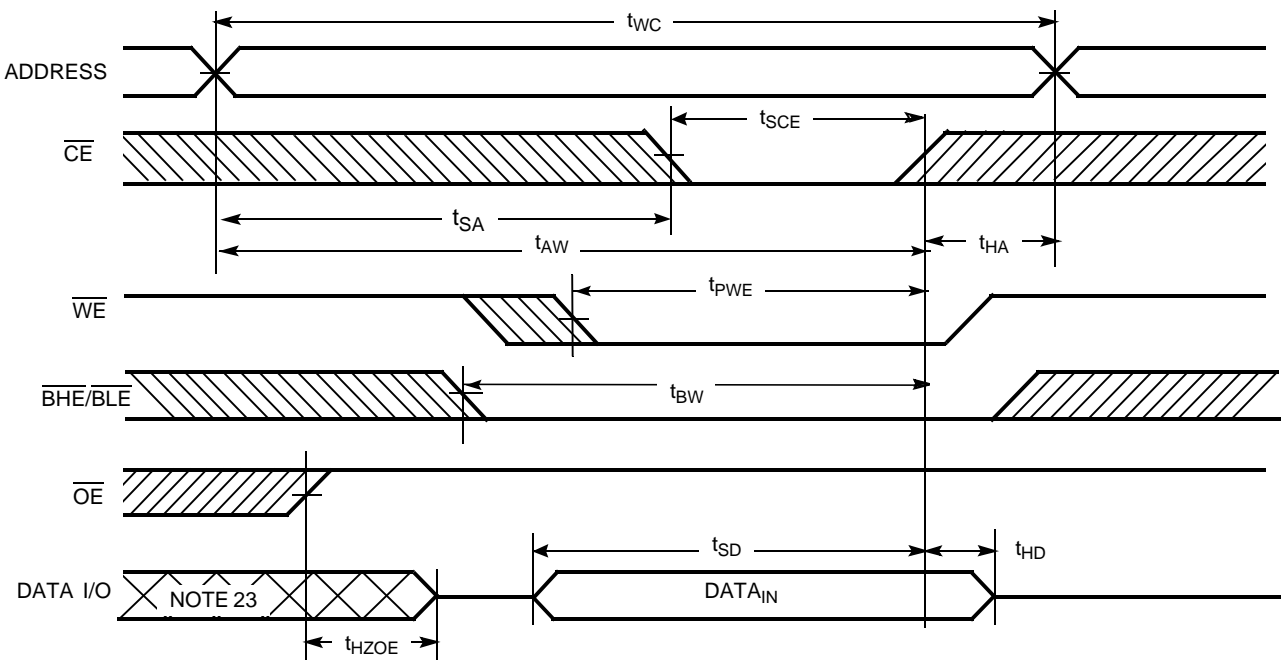 tWC
ADDRESS
tSCE
CE
tSA
tAW
tHA
tPWE
WE
tBW
BHE/BLE
OE
tSD
tHD
DATA I/O
NOTE 23
DATAIN
tHZOE